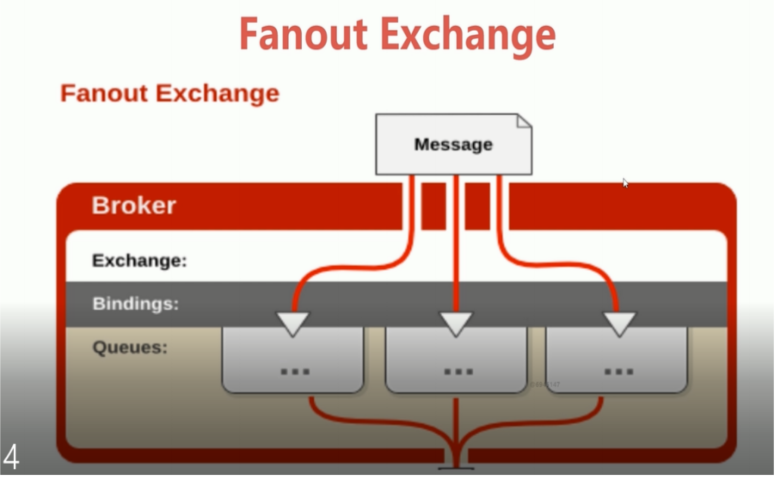 Fanout Exchange
Fanout Exchange
Message
Broker
Exchange:
Bindings:
Queues:
... ... ...
4